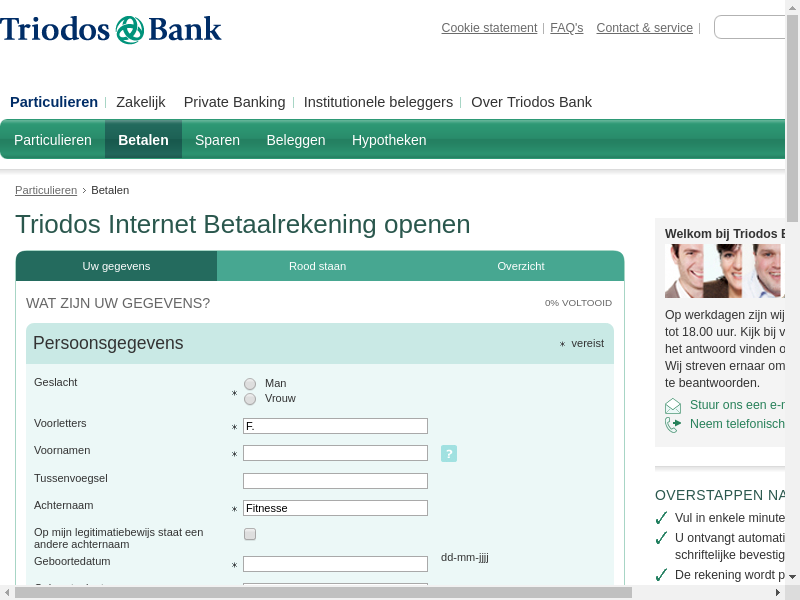 Triodos Bank
Cookie statement FAQ's Contact & service
Particulieren Zakelijk Private Banking Institutionele beleggers Over Triodos Bank
Particulieren Betalen Sparen Beleggen Hypotheken
Particulieren > Betalen
Triodos Internet Betaalrekening openen
Uw gegevens Rood staan Overzicht
WAT ZIJN UW GEGEVENS? 0% VOLTOOID
Persoonsgegevens * vereist
Geslacht * Man
Vrouw
Voorletters * F.
Voornamen * ?
Tussenvoegsel
Achternaam * Fitnesse
Op mijn legitimatiebewijs staat een
andere achternaam
Geboortedatum * dd-mm-jjjj
Welkom bij Triodos
Op werkdagen zijn wij
tot 18.00 uur. Kijk bij v
het antwoord vinden o
Wij streven ernaar om
te beantwoorden.
Stuur ons een e-
Neem telefonisch
OVERSTAPPEN NA
Vul in enkele minute
U ontvangt automati
schriftelijke bevestig
De rekening wordt p